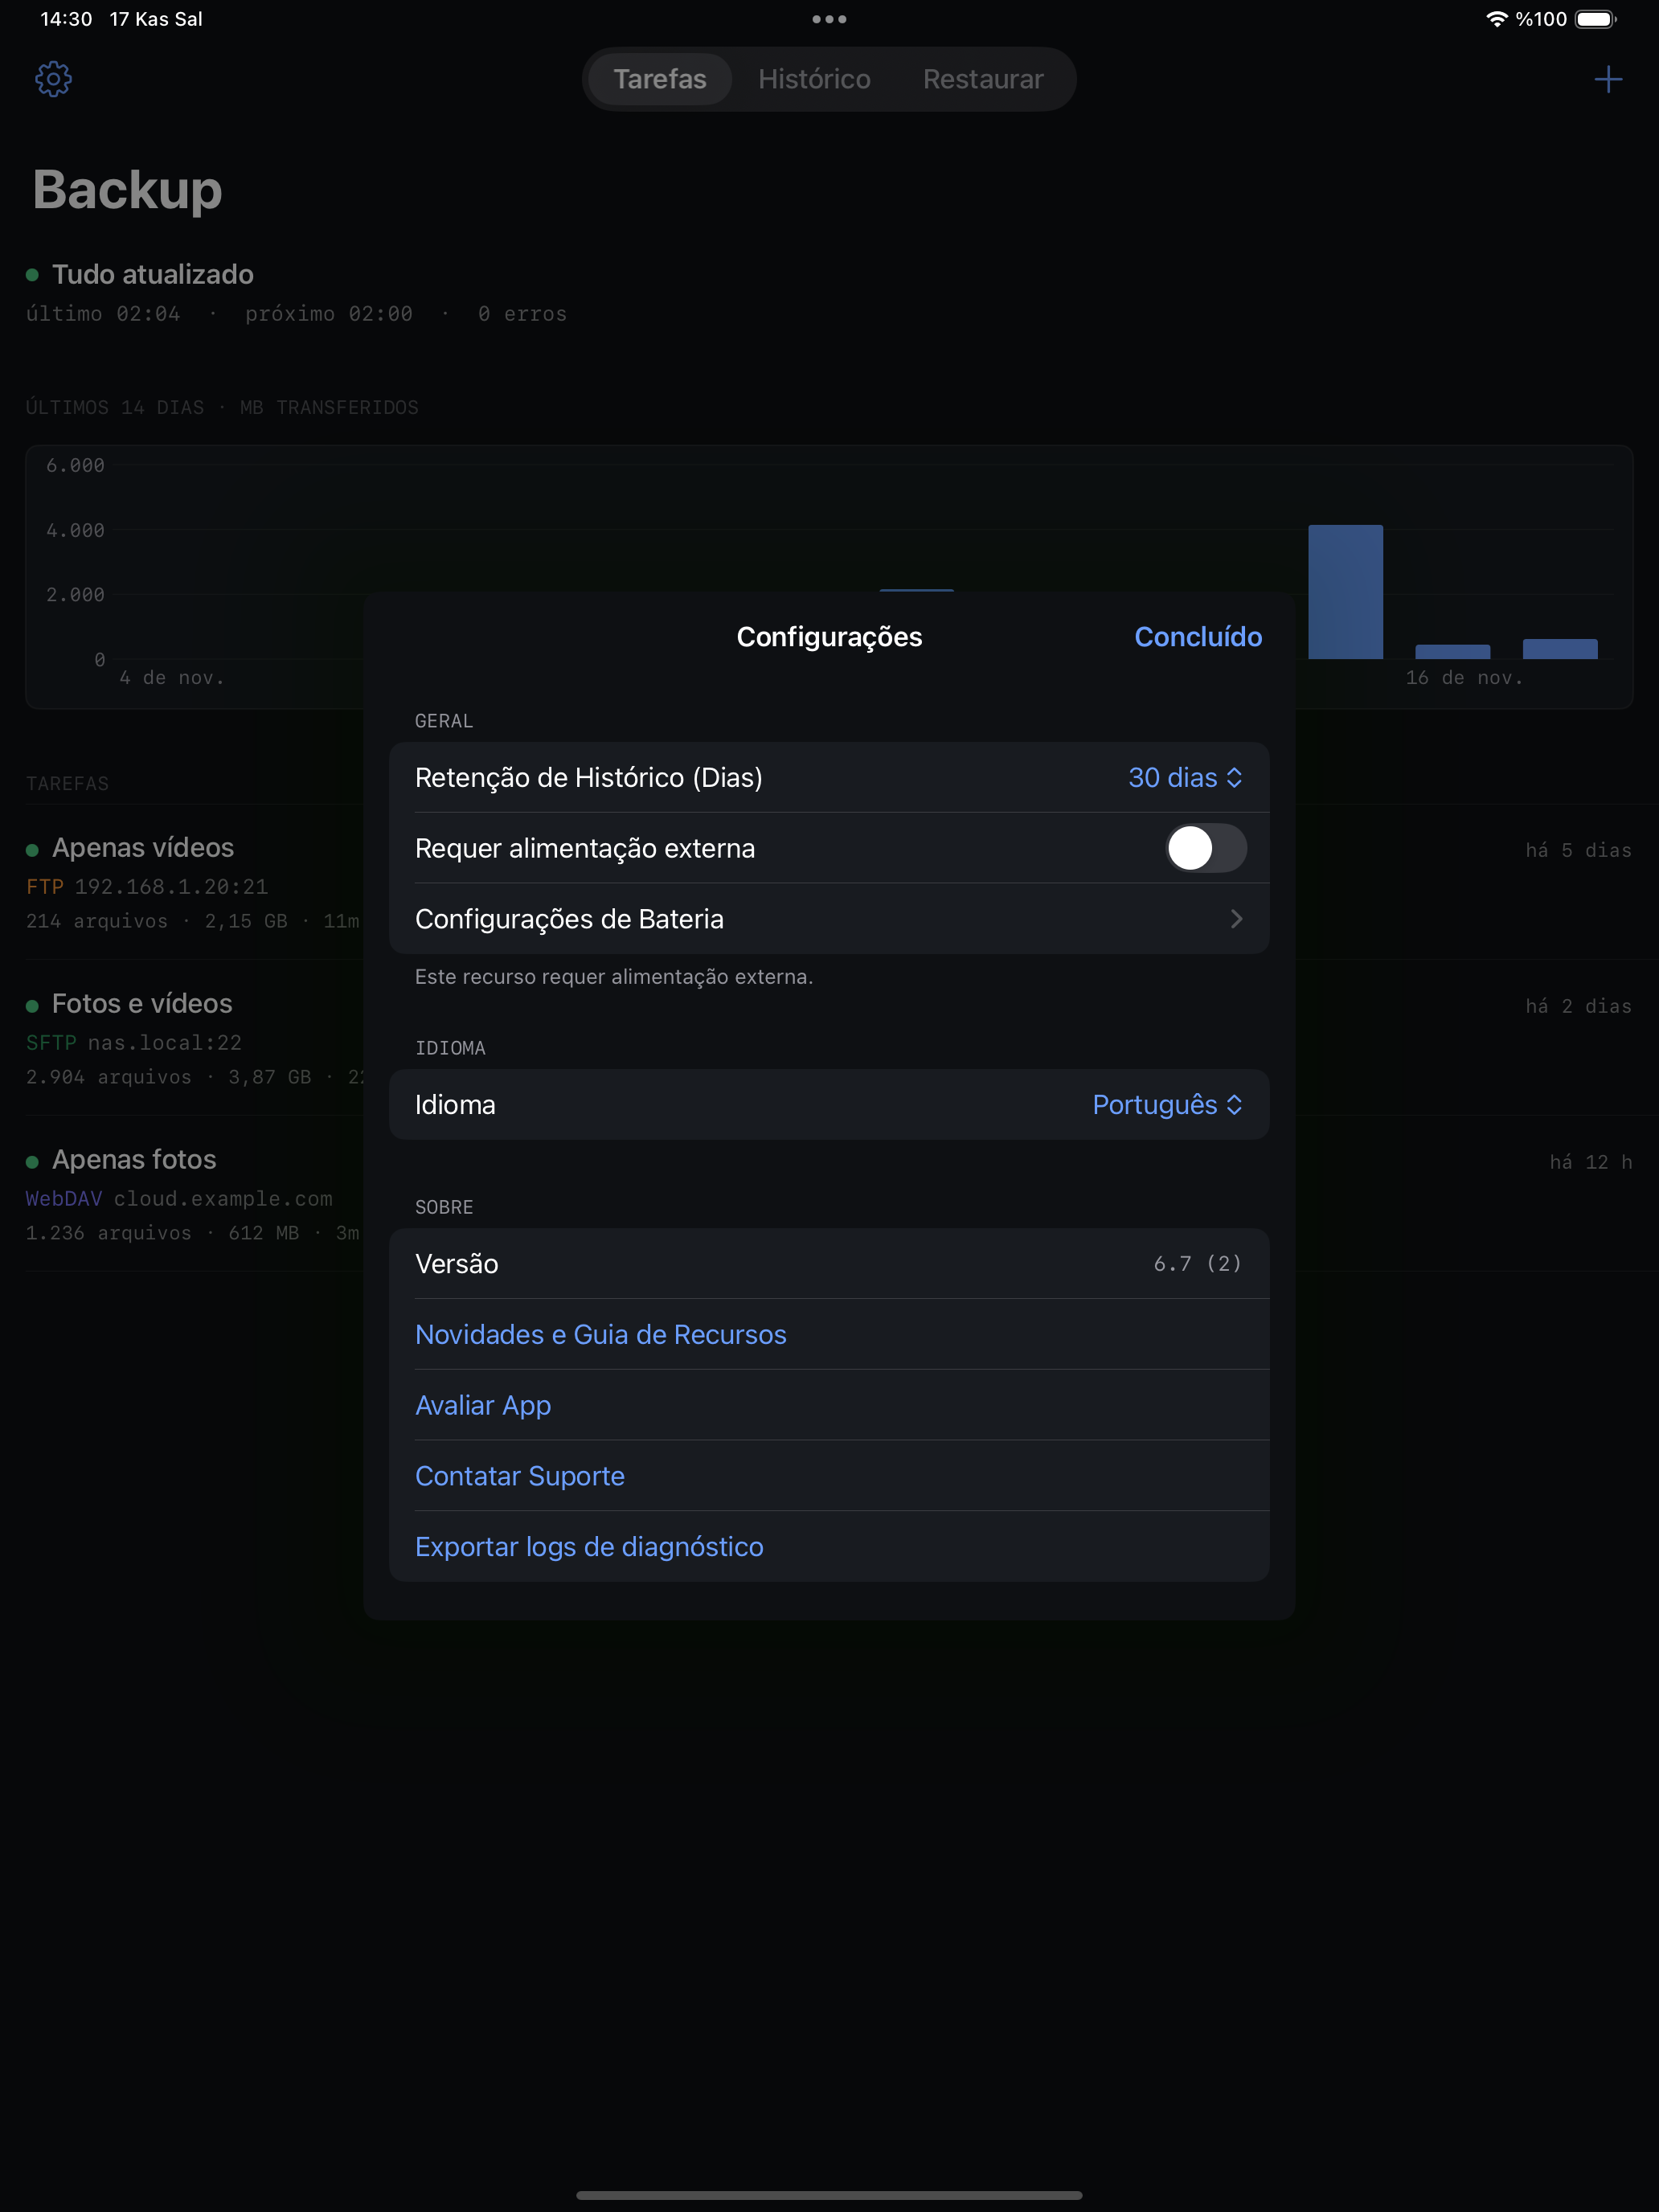 14:30 17 Kas Sal
%100
Tarefas Histórico Restaurar
Backup
Tudo atualizado
último 02:04 · próximo 02:00 · 0 erros
ÚLTIMOS 14 DIAS · MB TRANSFERIDOS
6.000
4.000
2.000
0
4 de nov.
16 de nov.
TAREFAS
Apenas vídeos
há 5 dias
FTP 192.168.1.20:21
214 arquivos · 2,15 GB · 11m
Fotos e vídeos
há 2 dias
SFTP nas.local:22
2.904 arquivos · 3,87 GB ·
Apenas fotos
há 12 h
WebDAV cloud.example.com
1.236 arquivos · 612 MB · 3m
Configurações
Concluído
GERAL
Retenção de Histórico (Dias)
30 dias
Requer alimentação externa
Configurações de Bateria
Este recurso requer alimentação externa.
IDIOMA
Idioma
Português
SOBRE
Versão
6.7 (2)
Novidades e Guia de Recursos
Avaliar App
Contatar Suporte
Exportar logs de diagnóstico